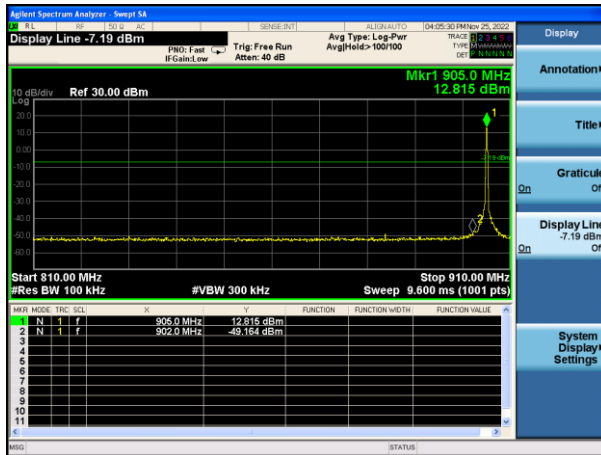 Agilent Spectrum Analyzer - Swept SA
RL RF 50 Ω AC SENSE:INT ALIGNAUTO 04:05:30 PM Nov 25, 2022
Display Line -7.19 dBm
PNO: Fast
IFGain:Low
Trig: Free Run
Atten: 40 dB
Avg Type: Log-Pwr
Avg|Hold:>100/100
TRACE 1 2 3 4 5 6
TYPE M
DET P N N N N N
Mkr1 905.0 MHz
12.815 dBm
10 dB/div Ref 30.00 dBm
Log
20.0
10.0
0.00
-10.0
-20.0
-30.0
-40.0
-50.0
-60.0
1
-7.19 dBm
2
Start 810.00 MHz Stop 910.00 MHz
#Res BW 100 kHz #VBW 300 kHz Sweep 9.600 ms (1001 pts)
MKR MODE TRC SCL X Y FUNCTION FUNCTION WIDTH FUNCTION VALUE
1 N 1 f 905.0 MHz 12.815 dBm
2 N 1 f 902.0 MHz -49.164 dBm
3
4
5
6
7
8
9
10
11
MSG STATUS
Display
Annotation
Title
Graticule
On Of
Display Line
-7.19 dBm
On Of
System
Display
Settings